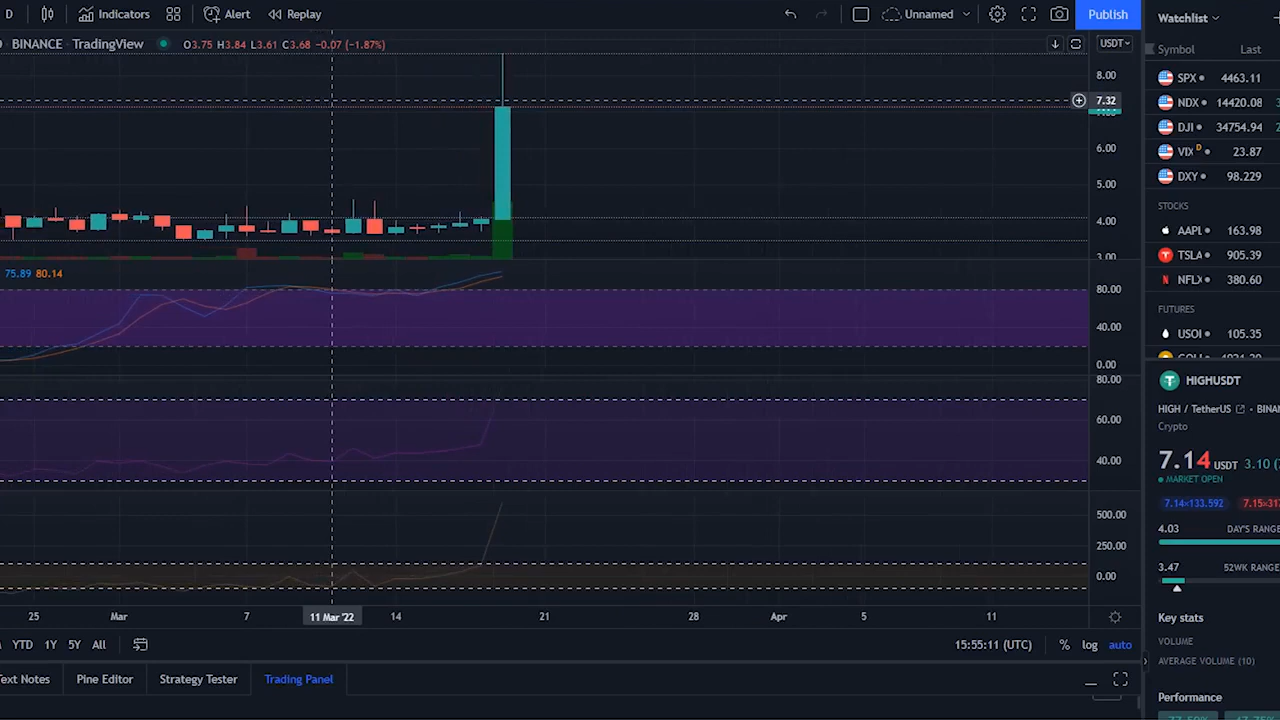 D Indicators Alert Replay Unnamed Publish
BINANCE TradingView O3.75 H3.84 L3.61 C3.68 -0.07 (-1.87%) USDT
8.00
7.32
6.00
5.00
4.00
3.00
75.89 80.14
80.00
40.00
0.00
80.00
60.00
40.00
500.00
250.00
0.00
25 Mar 7 11 Mar '22 14 21 28 Apr 5 11
YTD 1Y 5Y All 15:55:11 (UTC) % log auto
Text Notes Pine Editor Strategy Tester Trading Panel
Watchlist
Symbol Last
SPX 4463.11
NDX 14420.08
DJI 34754.94
VIX D 23.87
DXY 98.229
STOCKS
AAPL 163.98
TSLA 905.39
NFLX 380.60
FUTURES
USOI 105.35
HIGHUSDT
HIGH / TetherUS • BINA
Crypto
7.14 USDT 3.10
MARKET OPEN
7.14×133.592 7.15×
4.03 DAY'S RANGE
3.47 52WK RANGE
Key stats
VOLUME
AVERAGE VOLUME (10)
Performance